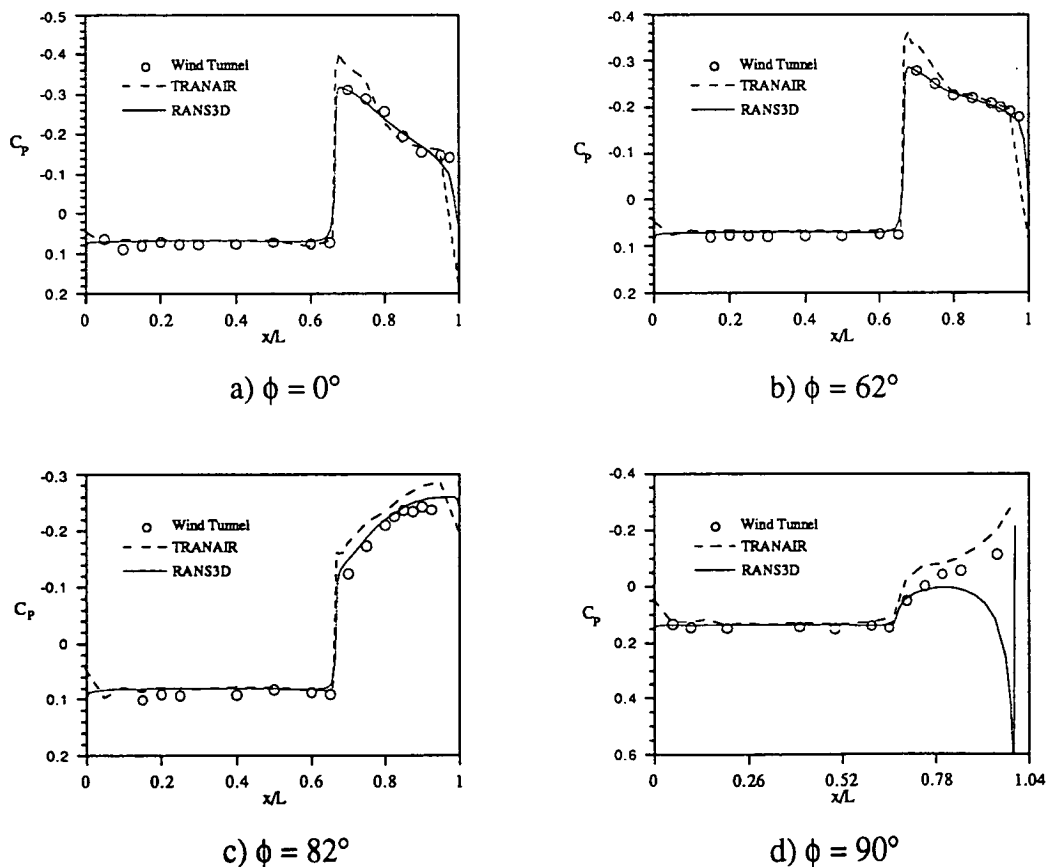 -0.5
-0.4
-0.3
-0.2
-0.1
0
0.1
0.2
C_P
Wind Tunnel
TRANAIR
RANS3D
0 0.2 0.4 0.6 0.8 1
x/L
a) ϕ = 0°
-0.4
-0.3
-0.2
-0.1
0
0.1
0.2
C_P
Wind Tunnel
TRANAIR
RANS3D
0 0.2 0.4 0.6 0.8 1
x/L
b) ϕ = 62°
-0.3
-0.2
-0.1
0
0.1
0.2
C_P
Wind Tunnel
TRANAIR
RANS3D
0 0.2 0.4 0.6 0.8 1
x/L
c) ϕ = 82°
-0.4
-0.2
0
0.2
0.4
0.6
C_P
Wind Tunnel
TRANAIR
RANS3D
0 0.26 0.52 0.78 1.04
x/L
d) ϕ = 90°